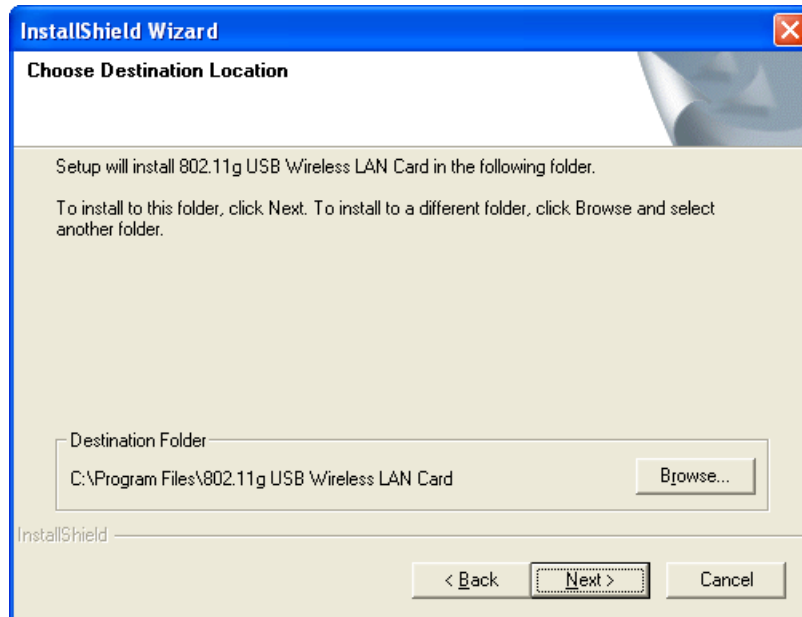 InstallShield Wizard
Choose Destination Location
Setup will install 802.11g USB Wireless LAN Card in the following folder.
To install to this folder, click Next. To install to a different folder, click Browse and select
another folder.
Destination Folder
C:\Program Files\802.11g USB Wireless LAN Card
Browse...
InstallShield
< Back
Next >
Cancel